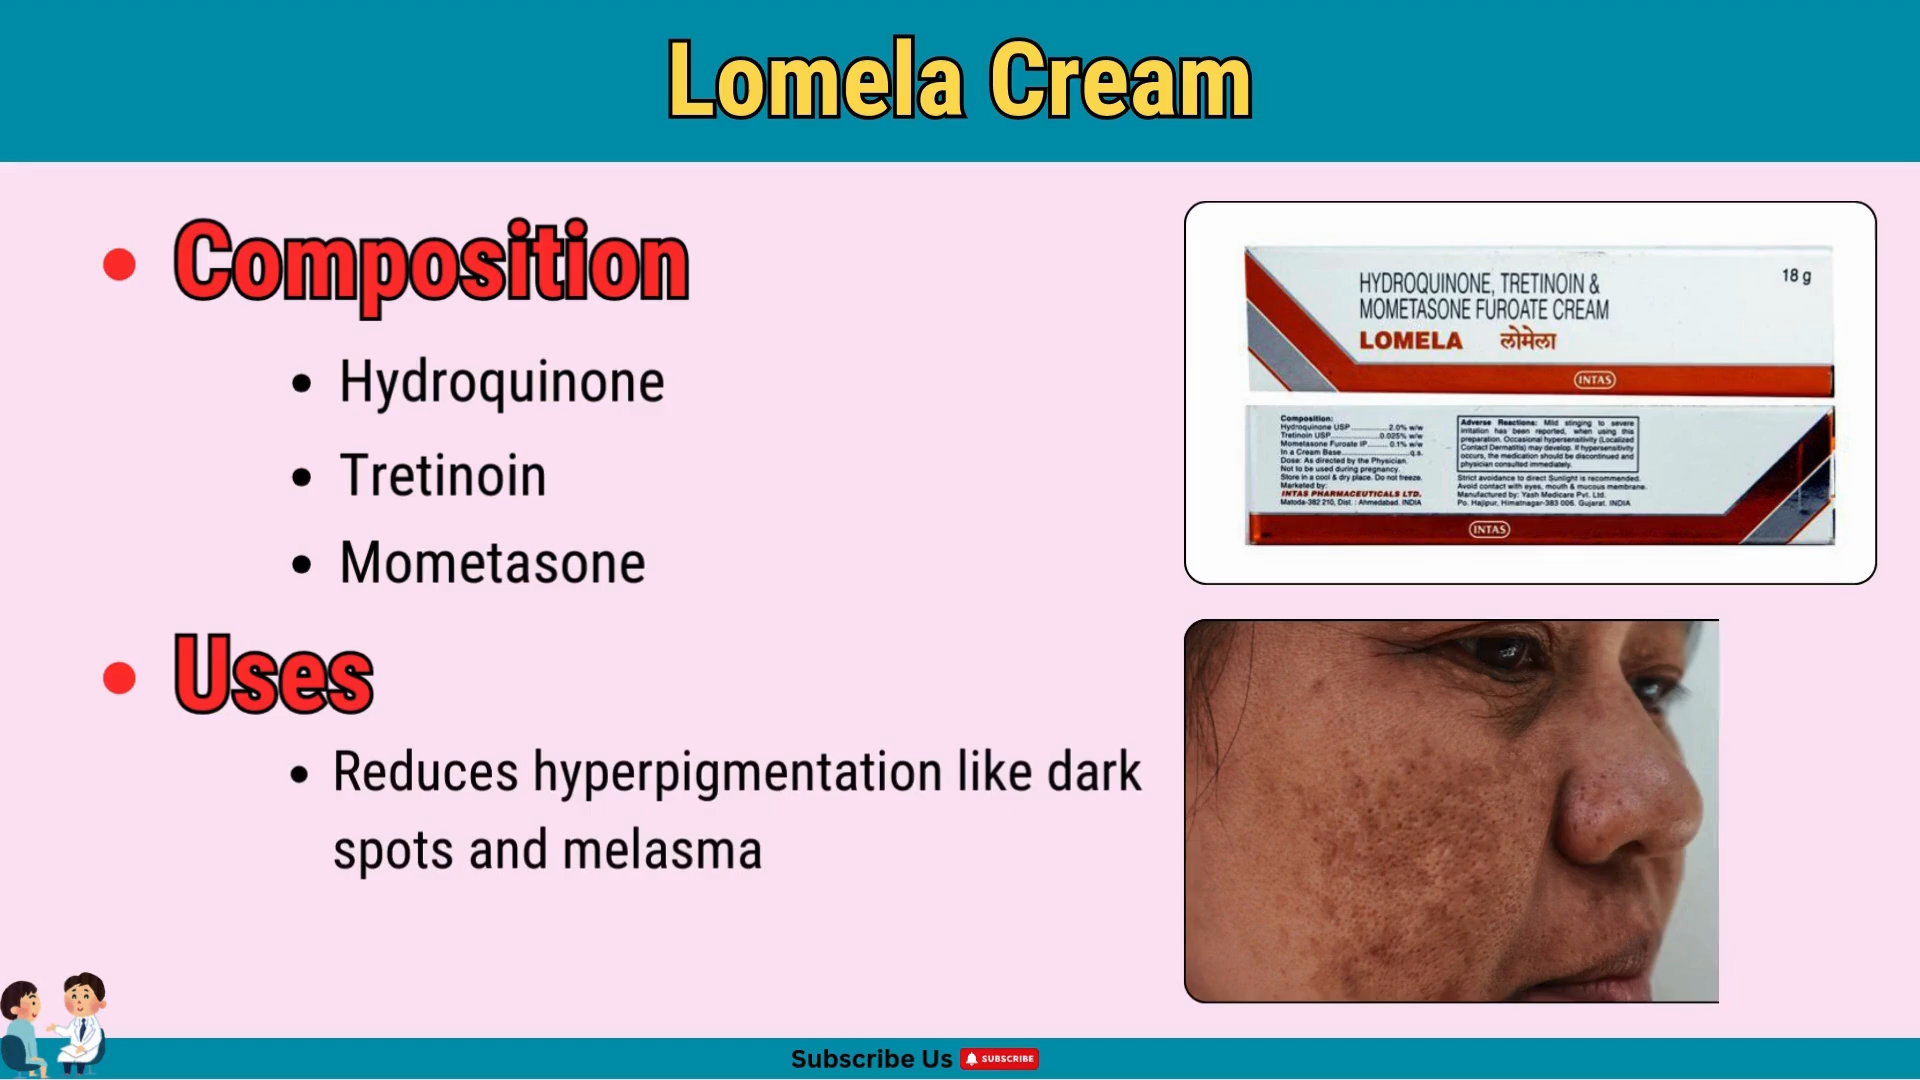 Lomela Cream
Composition
Hydroquinone
Tretinoin
Mometasone
Uses
Reduces hyperpigmentation like dark
spots and melasma
HYDROQUINONE, TRETINOIN &
MOMETASONE FUROATE CREAM
18 g
LOMELA लोमेला
INTAS
Composition:
Hydroquinone USP ............ 2.0% w/w
Tretinoin USP ............ 0.025% w/w
Mometasone Furoate IP ........ 0.1% w/w
In a Cream Base ............ q.s.
Dose: As directed by the Physician.
Not to be used during pregnancy.
Store in a cool & dry place. Do not freeze.
Marketed by:
INTAS PHARMACEUTICALS LTD.
Matoda-382 210, Dist. : Ahmedabad. INDIA
Adverse Reactions: Mild stinging to severe
irritation has been reported, when using this
preparation. Occasional hypersensitivity (Localized
Contact Dermatitis) may develop. If hypersensitivity
occurs, the medication should be discontinued and
physician consulted immediately.
Strict avoidance to direct Sunlight is recommended.
Avoid contact with eyes, mouth & mucous membrane.
Manufactured by: Yash Medicare Pvt. Ltd.
Po. Hajipur, Himatnagar-383 006. Gujarat. INDIA
INTAS
Subscribe Us SUBSCRIBE